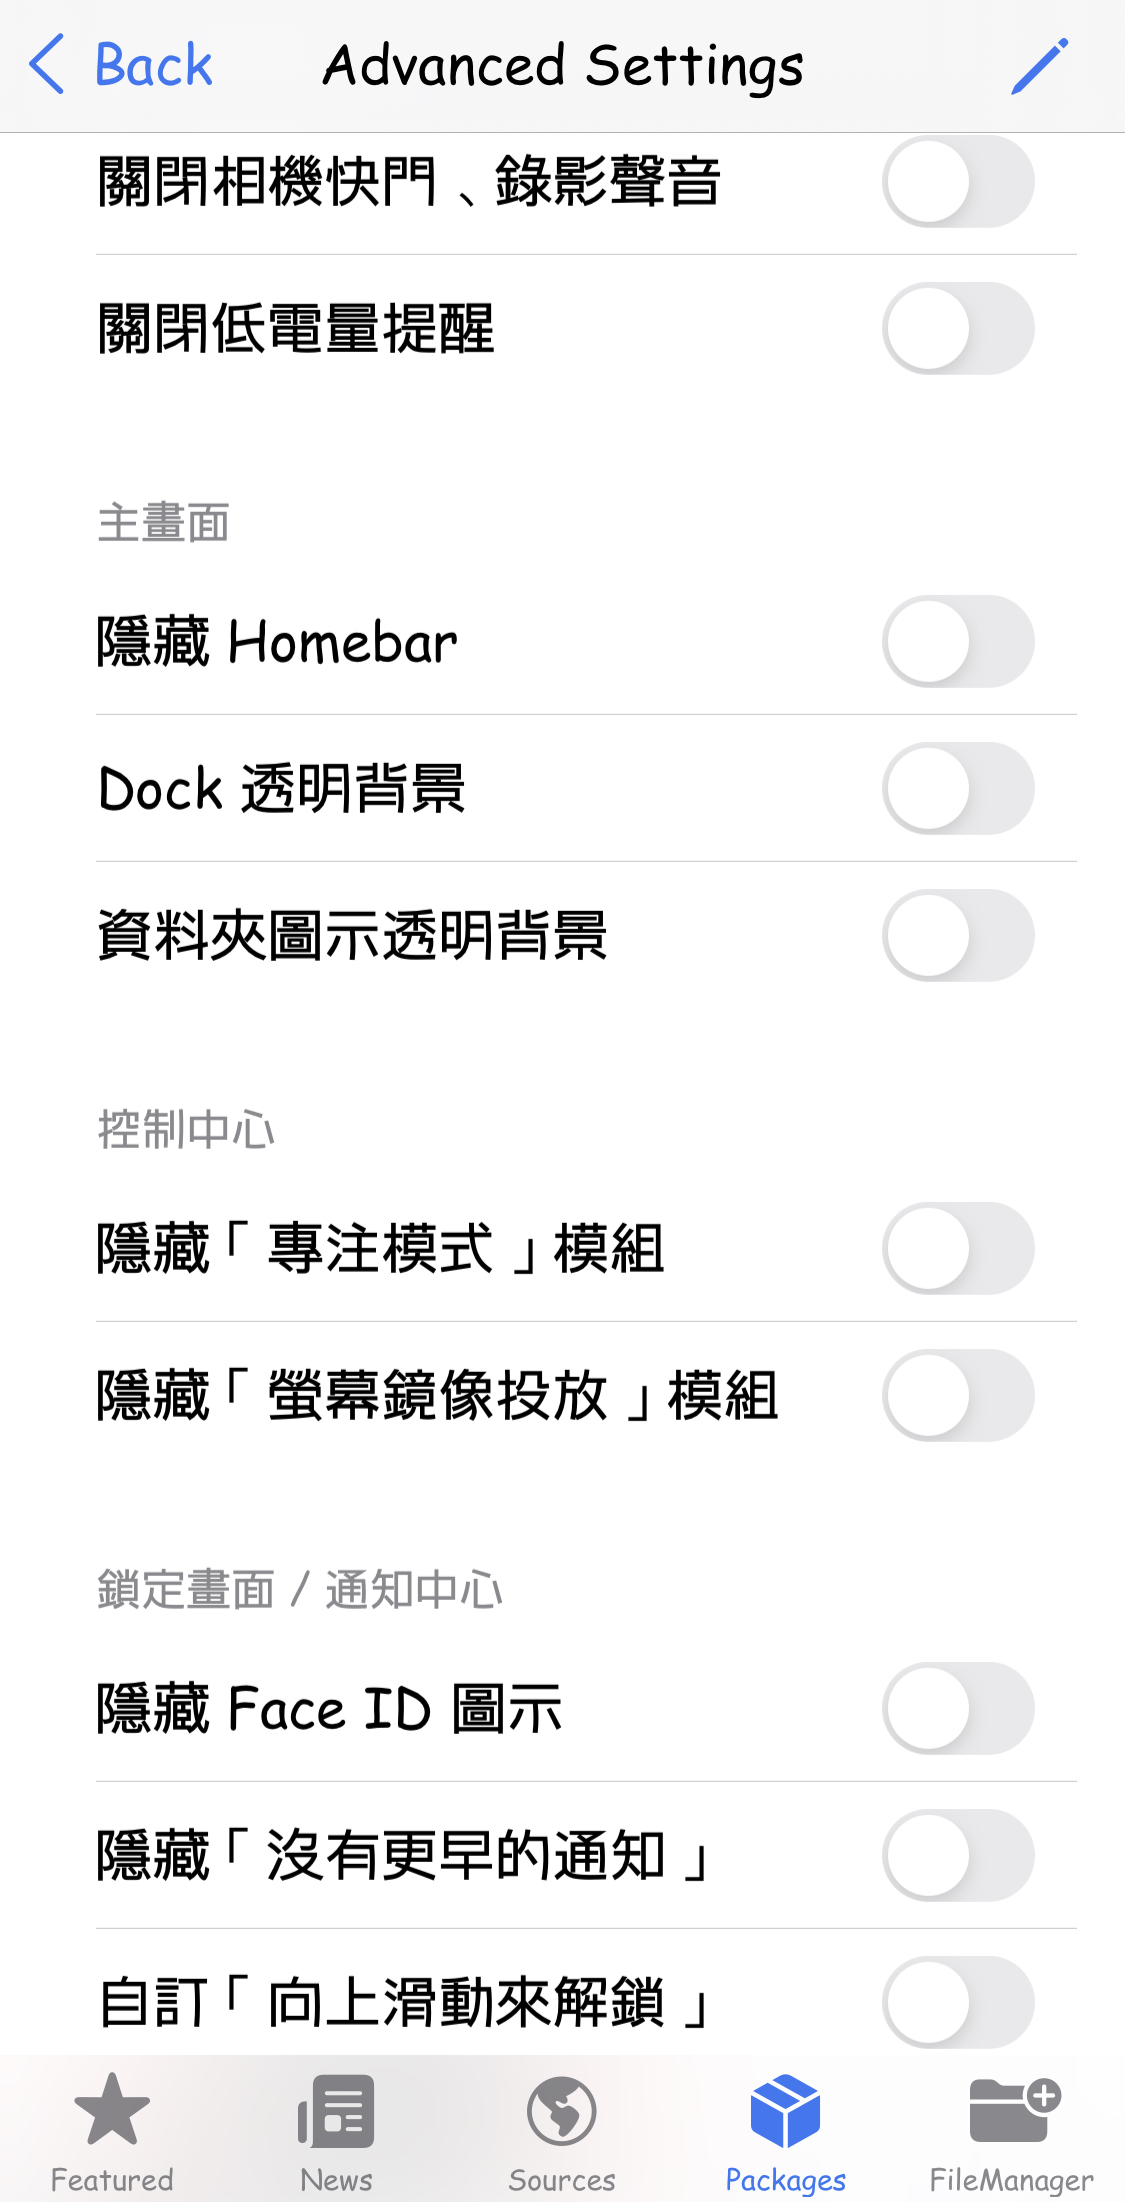 Back
Advanced Settings
關閉相機快門、錄影聲音
關閉低電量提醒
主畫面
隱藏 Homebar
Dock 透明背景
資料夾圖示透明背景
控制中心
隱藏「專注模式」模組
隱藏「螢幕鏡像投放」模組
鎖定畫面 / 通知中心
隱藏 Face ID 圖示
隱藏「沒有更早的通知」
自訂「向上滑動來解鎖」
Featured
News
Sources
Packages
FileManager